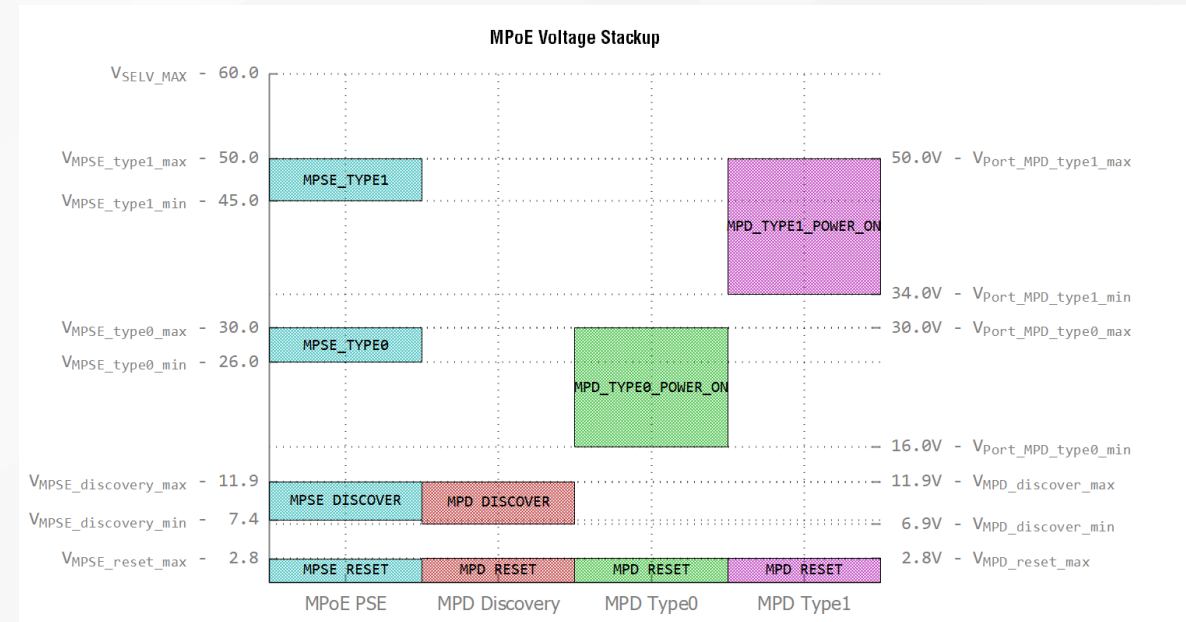 MPoE Voltage Stackup
VSELV_MAX - 60.0
VMPSE_type1_max - 50.0
50.0V - VPort_MPD_type1_max
MPSE_TYPE1
VMPSE_type1_min - 45.0
MPD_TYPE1_POWER_ON
34.0V - VPort_MPD_type1_min
VMPSE_type0_max - 30.0
30.0V - VPort_MPD_type0_max
MPSE_TYPE0
VMPSE_type0_min - 26.0
MPD_TYPE0_POWER_ON
16.0V - VPort_MPD_type0_min
VMPSE_discovery_max - 11.9
11.9V - VMPD_discover_max
MPSE DISCOVER
MPD DISCOVER
VMPSE_discovery_min - 7.4
6.9V - VMPD_discover_min
VMPSE_reset_max - 2.8
2.8V - VMPD_reset_max
MPSE RESET
MPD RESET
MPD RESET
MPD RESET
MPoE PSE
MPD Discovery
MPD Type0
MPD Type1